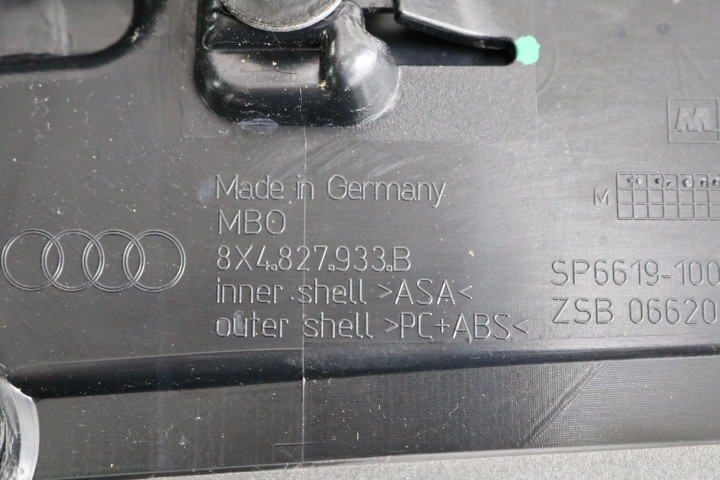 Made in Germany
MBO
8X4.827.933.B
inner shell >ASA<
outer shell >PC+ABS<
M
M
SP6619-100
ZSB 06620